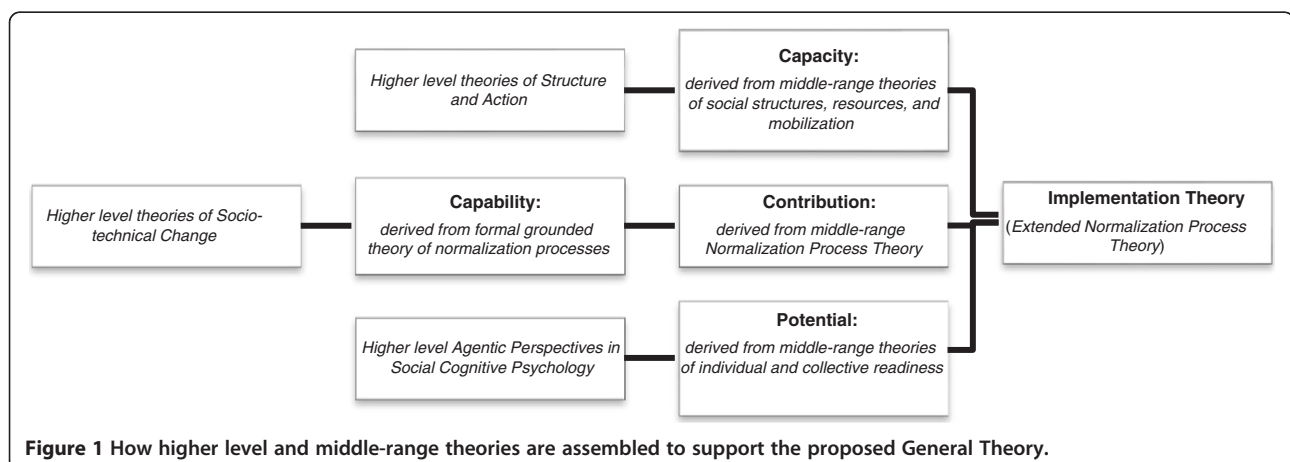 Higher level theories of Structure
and Action
Capacity:
derived from middle-range theories
of social structures, resources, and
mobilization
Higher level theories of Socio-
technical Change
Capability:
derived from formal grounded
theory of normalization processes
Contribution:
derived from middle-range
Normalization Process Theory
Implementation Theory
(Extended Normalization Process
Theory)
Higher level Agentic Perspectives in
Social Cognitive Psychology
Potential:
derived from middle-range theories
of individual and collective readiness
Figure 1 How higher level and middle-range theories are assembled to support the proposed General Theory.